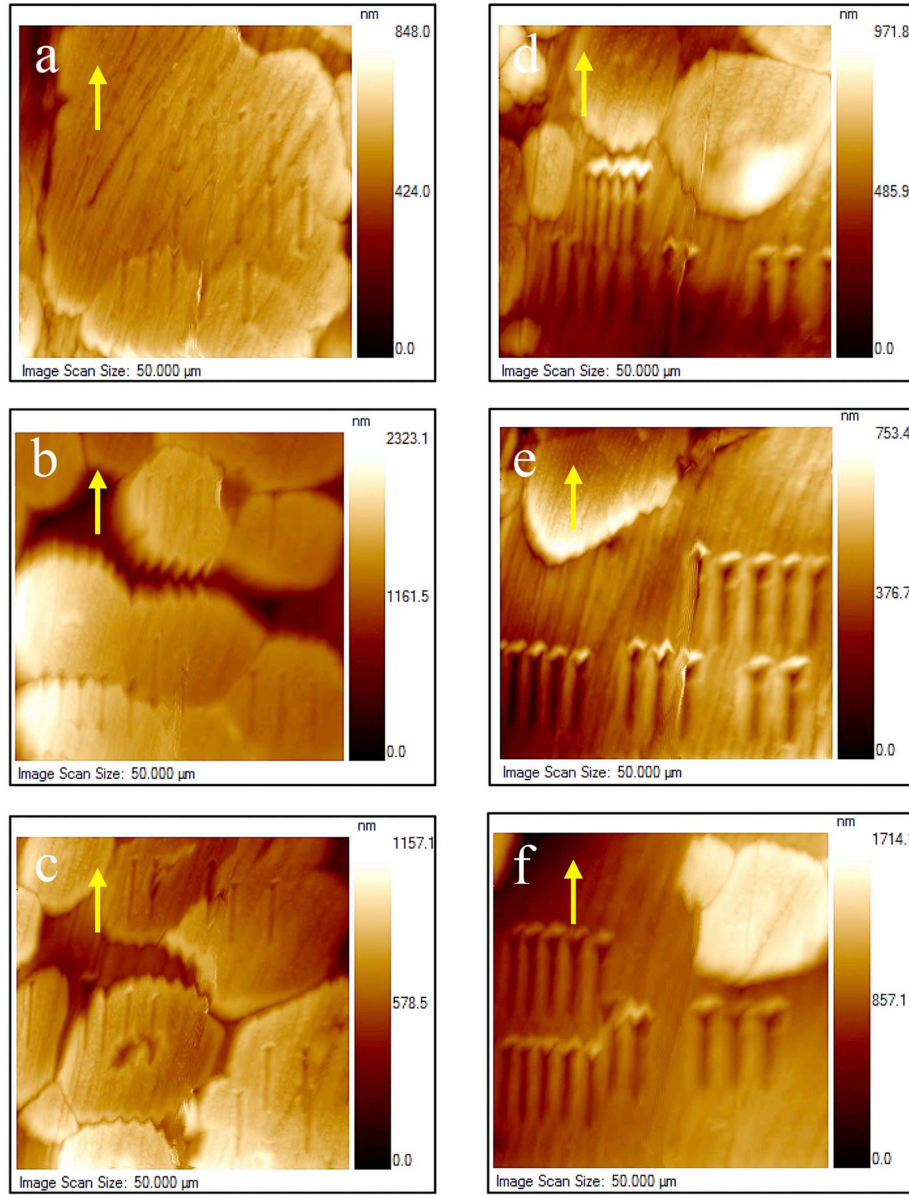 a
nm
848.0
424.0
0.0
Image Scan Size: 50.000 µm
b
nm
2323.1
1161.5
0.0
Image Scan Size: 50.000 µm
c
nm
1157.1
578.5
0.0
Image Scan Size: 50.000 µm
d
nm
971.8
485.9
0.0
Image Scan Size: 50.000 µm
e
nm
753.4
376.7
0.0
Image Scan Size: 50.000 µm
f
nm
857.1
0.0
Image Scan Size: 50.000 µm